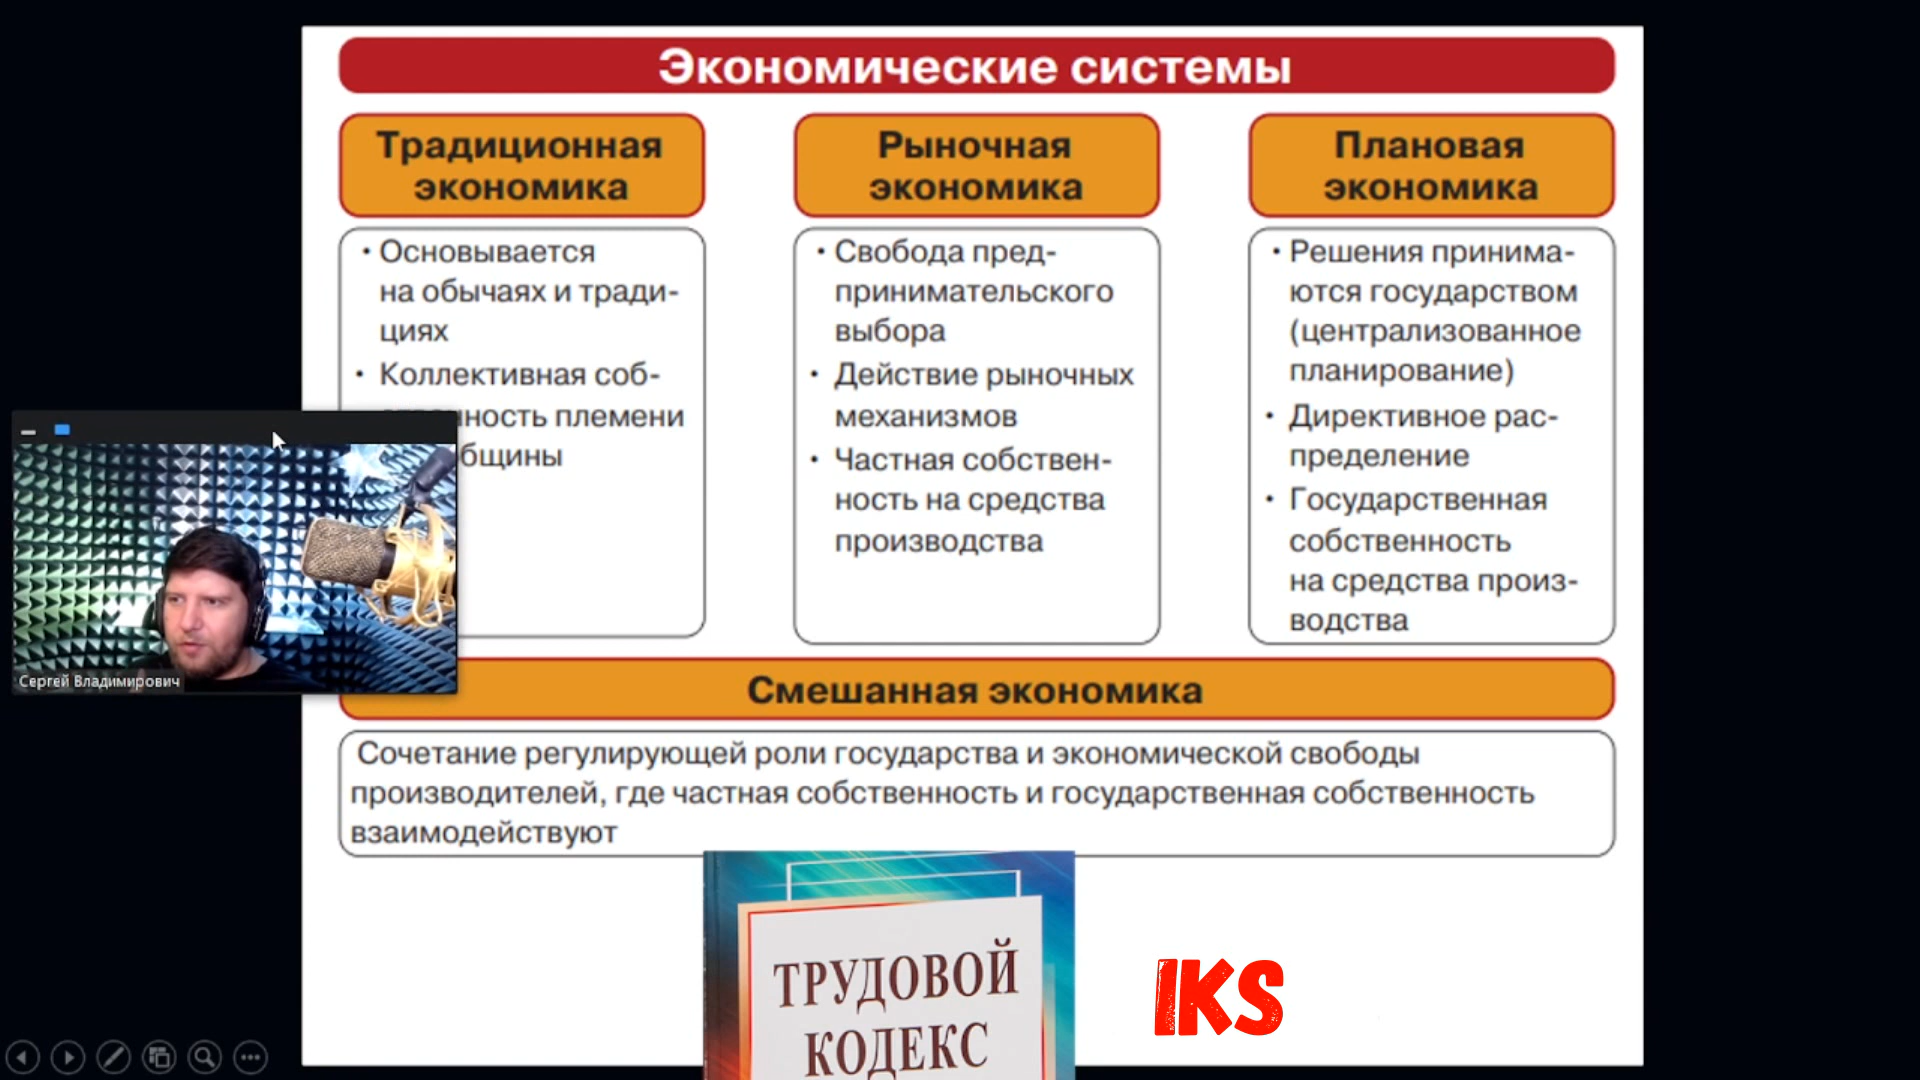 Экономические системы
Традиционная
экономика
• Основывается
на обычаях и тради-
циях
• Коллективная соб-
нность племени
бщины
Рыночная
экономика
• Свобода пред-
принимательского
выбора
• Действие рыночных
механизмов
• Частная собствен-
ность на средства
производства
Плановая
экономика
• Решения принима-
ются государством
(централизованное
планирование)
• Директивное рас-
пределение
• Государственная
собственность
на средства произ-
водства
Сергей Владимирович
Смешанная экономика
Сочетание регулирующей роли государства и экономической свободы
производителей, где частная собственность и государственная собственность
взаимодействуют
ТРУДОВОЙ
КОДЕКС
IKS